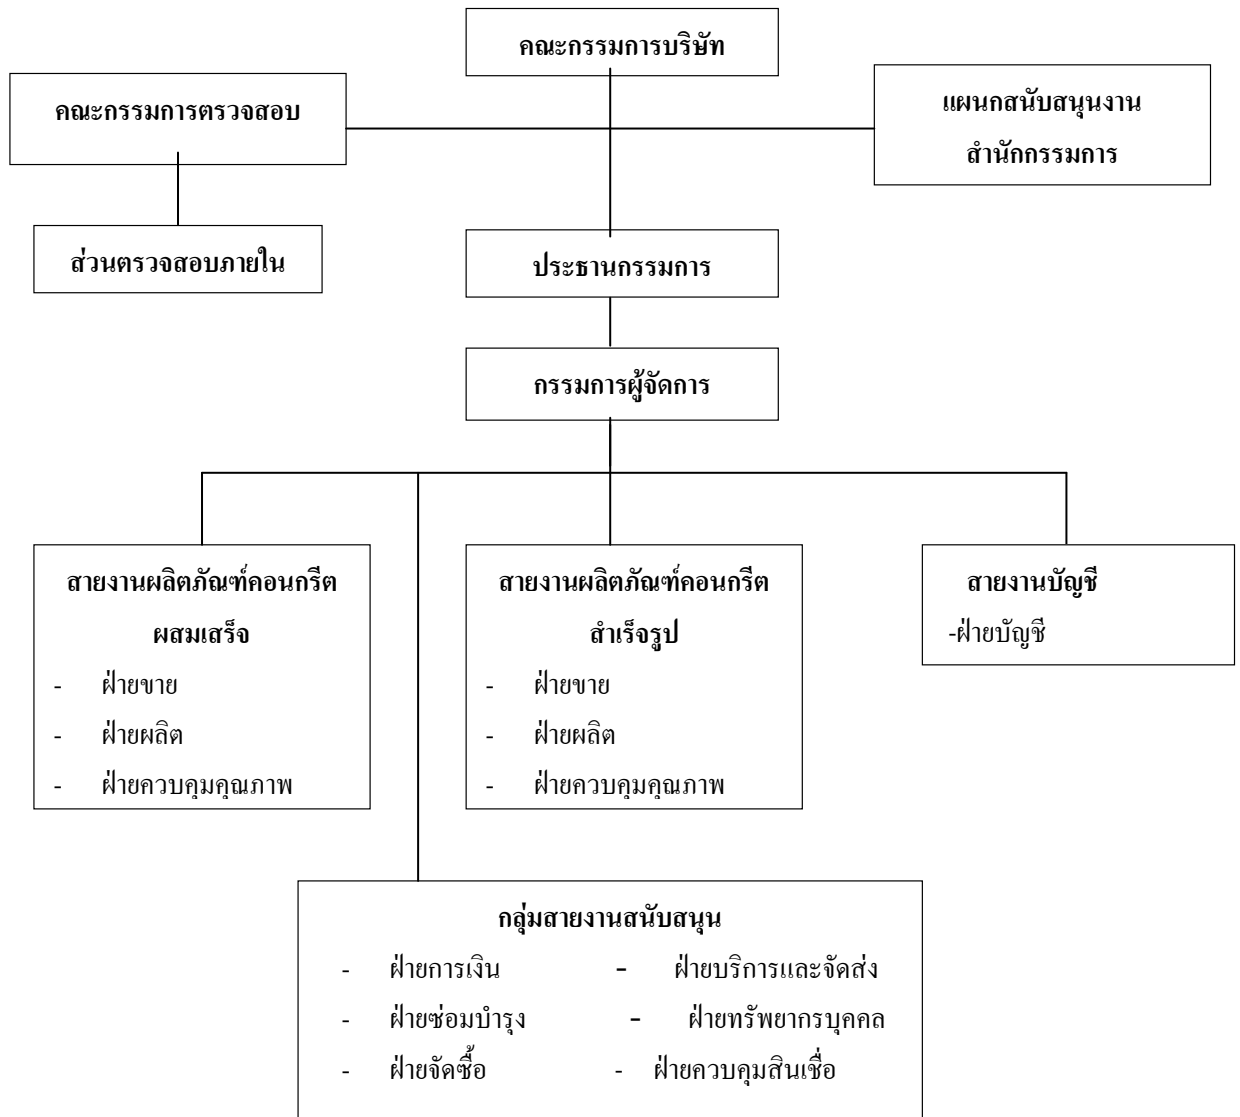 คณะกรรมการบริษัท
คณะกรรมการตรวจสอบ
แผนกสนับสนุนงาน
สำนักกรรมการ
ส่วนตรวจสอบภายใน
ประธานกรรมการ
กรรมการผู้จัดการ
สายงานผลิตภัณฑ์คอนกรีต
ผสมเสร็จ
- ฝ่ายขาย
- ฝ่ายผลิต
- ฝ่ายควบคุมคุณภาพ
สายงานผลิตภัณฑ์คอนกรีต
สำเร็จรูป
- ฝ่ายขาย
- ฝ่ายผลิต
- ฝ่ายควบคุมคุณภาพ
สายงานบัญชี
-ฝ่ายบัญชี
กลุ่มสายงานสนับสนุน
- ฝ่ายการเงิน - ฝ่ายบริการและจัดส่ง
- ฝ่ายซ่อมบำรุง - ฝ่ายทรัพยากรบุคคล
- ฝ่ายจัดซื้อ - ฝ่ายควบคุมสินเชื่อ